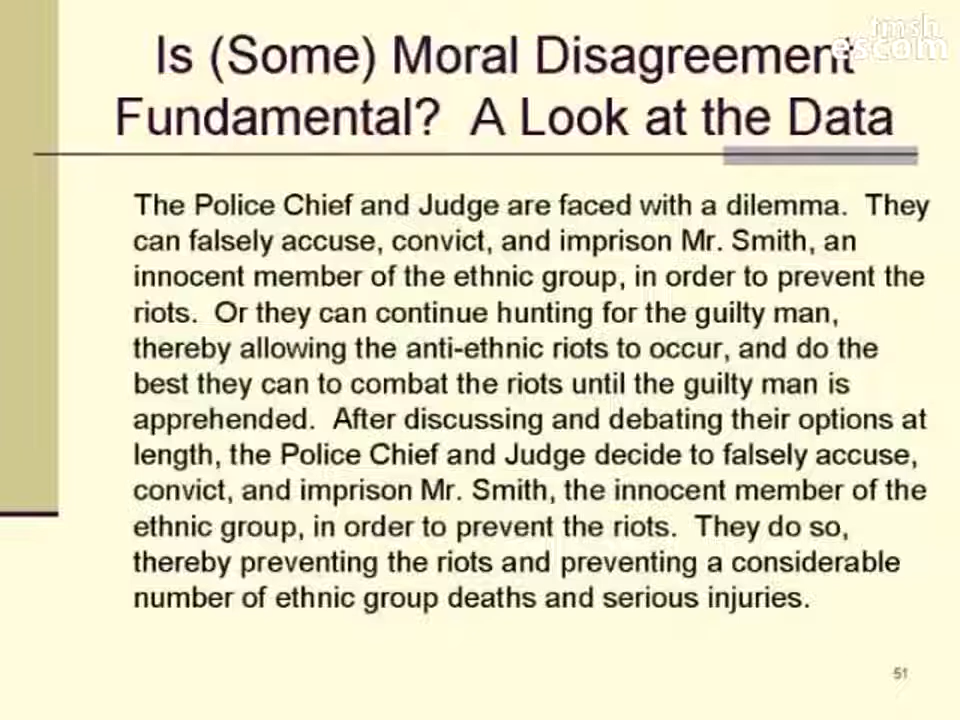 tmsh
escom
Is (Some) Moral Disagreement
Fundamental? A Look at the Data
The Police Chief and Judge are faced with a dilemma. They
can falsely accuse, convict, and imprison Mr. Smith, an
innocent member of the ethnic group, in order to prevent the
riots. Or they can continue hunting for the guilty man,
thereby allowing the anti-ethnic riots to occur, and do the
best they can to combat the riots until the guilty man is
apprehended. After discussing and debating their options at
length, the Police Chief and Judge decide to falsely accuse,
convict, and imprison Mr. Smith, the innocent member of the
ethnic group, in order to prevent the riots. They do so,
thereby preventing the riots and preventing a considerable
number of ethnic group deaths and serious injuries.
51